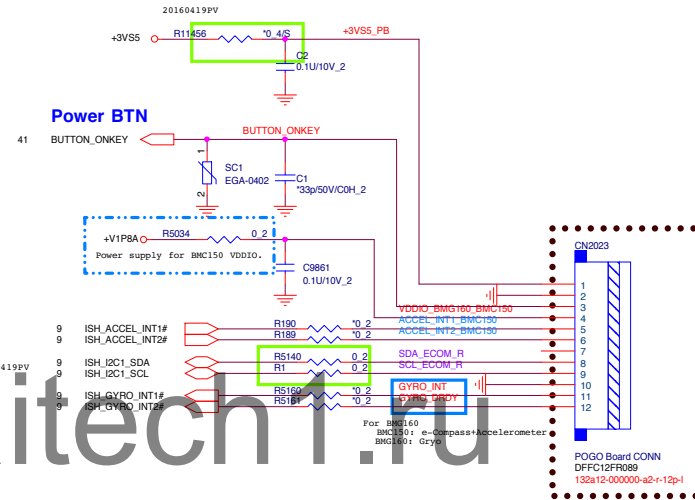 20160419PV
+3VS5
R11456
*0_4/S
+3VS5_PB
C2
0.1U/10V_2
Power BTN
41
BUTTON_ONKEY
BUTTON_ONKEY
1
2
SC1
EGA-0402
C1
*33p/50V/C0H_2
+V1P8A
R5034
0_2
Power supply for BMC150 VDDIO.
C9861
0.1U/10V_2
CN2023
1
2
3
4
5
6
7
8
9
10
11
12
VDDIO_BMG160_BMC150
ACCEL_INT1_BMC150
ACCEL_INT2_BMC150
9 ISH_ACCEL_INT1# R190 *0_2
9 ISH_ACCEL_INT2# R189 *0_2
419PV
9 ISH_I2C1_SDA R5140 0_2 SDA_ECOM_R
9 ISH_I2C1_SCL R1 0_2 SCL_ECOM_R
9 ISH_GYRO_INT1# R5160 *0_2 GYRO_INT
9 ISH_GYRO_INT2# R5161 *0_2 GYRO_DRDY
For BMG160
BMC150: e-Compass+Accelerometer
BMG160: Gryo
POGO Board CONN
DFFC12FR089
132a12-000000-a2-r-12p-l
kitech1.ru